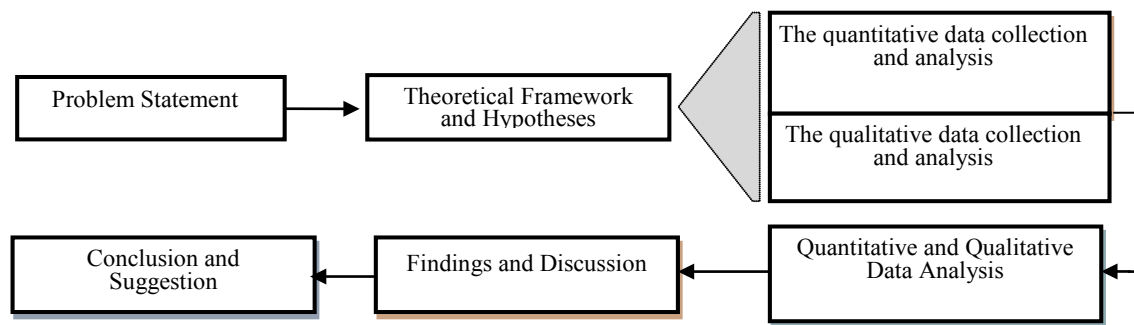 The quantitative data collection
and analysis
Problem Statement
Theoretical Framework
and Hypotheses
The qualitative data collection
and analysis
Conclusion and
Suggestion
Findings and Discussion
Quantitative and Qualitative
Data Analysis